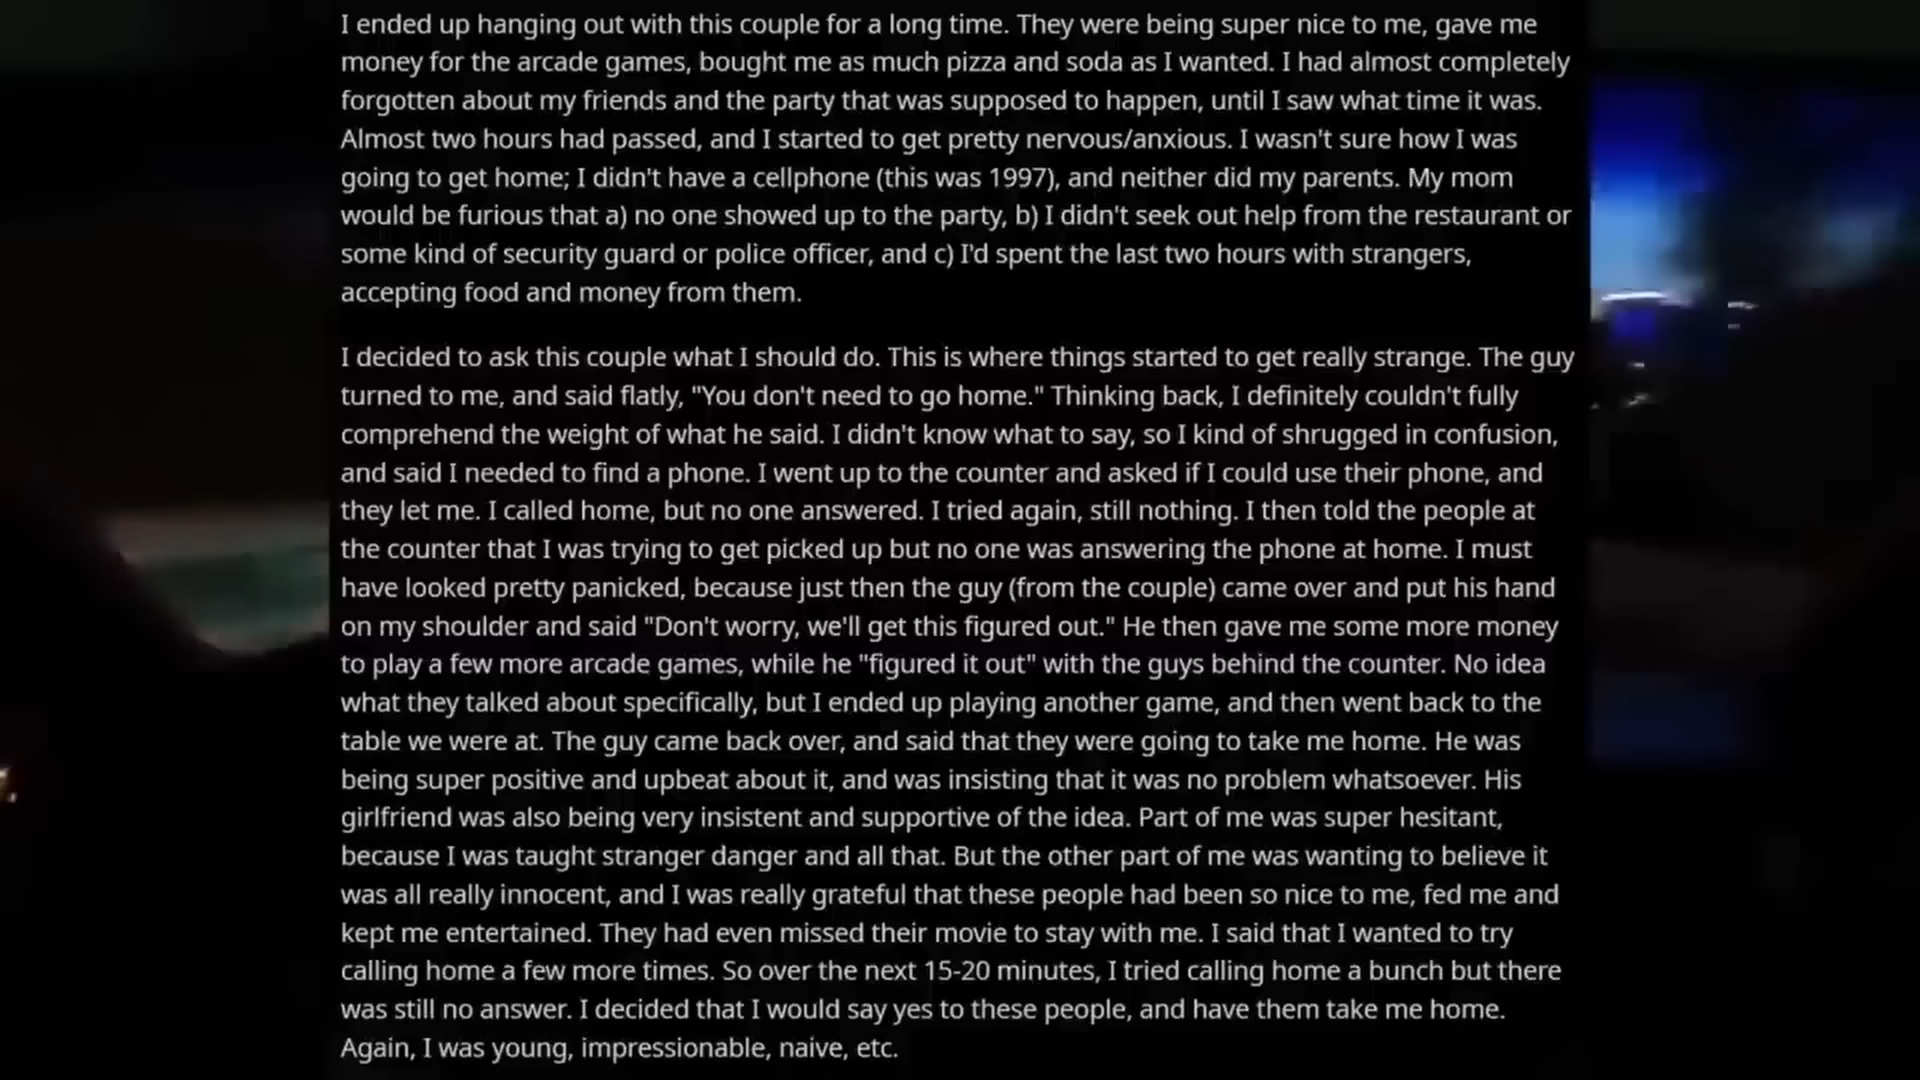 I ended up hanging out with this couple for a long time. They were being super nice to me, gave me
money for the arcade games, bought me as much pizza and soda as I wanted. I had almost completely
forgotten about my friends and the party that was supposed to happen, until I saw what time it was.
Almost two hours had passed, and I started to get pretty nervous/anxious. I wasn't sure how I was
going to get home; I didn't have a cellphone (this was 1997), and neither did my parents. My mom
would be furious that a) no one showed up to the party, b) I didn't seek out help from the restaurant or
some kind of security guard or police officer, and c) I'd spent the last two hours with strangers,
accepting food and money from them.
I decided to ask this couple what I should do. This is where things started to get really strange. The guy
turned to me, and said flatly, "You don't need to go home." Thinking back, I definitely couldn't fully
comprehend the weight of what he said. I didn't know what to say, so I kind of shrugged in confusion,
and said I needed to find a phone. I went up to the counter and asked if I could use their phone, and
they let me. I called home, but no one answered. I tried again, still nothing. I then told the people at
the counter that I was trying to get picked up but no one was answering the phone at home. I must
have looked pretty panicked, because just then the guy (from the couple) came over and put his hand
on my shoulder and said "Don't worry, we'll get this figured out." He then gave me some more money
to play a few more arcade games, while he "figured it out" with the guys behind the counter. No idea
what they talked about specifically, but I ended up playing another game, and then went back to the
table we were at. The guy came back over, and said that they were going to take me home. He was
being super positive and upbeat about it, and was insisting that it was no problem whatsoever. His
girlfriend was also being very insistent and supportive of the idea. Part of me was super hesitant,
because I was taught stranger danger and all that. But the other part of me was wanting to believe it
was all really innocent, and I was really grateful that these people had been so nice to me, fed me and
kept me entertained. They had even missed their movie to stay with me. I said that I wanted to try
calling home a few more times. So over the next 15-20 minutes, I tried calling home a bunch but there
was still no answer. I decided that I would say yes to these people, and have them take me home.
Again, I was young, impressionable, naive, etc.